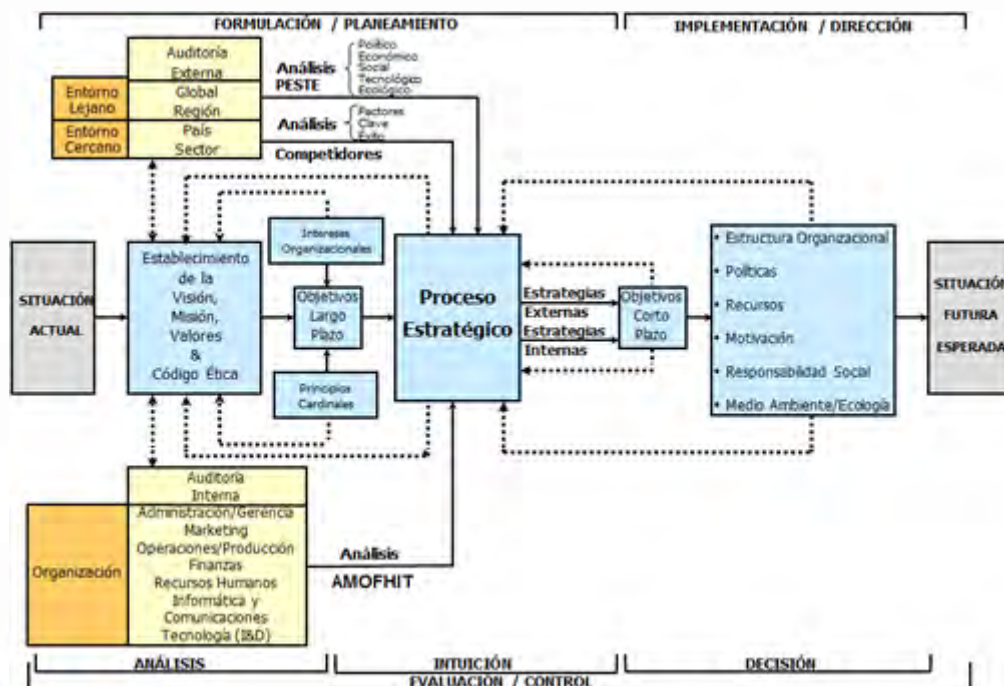 FORMULACIÓN / PLANEAMIENTO
IMPLEMENTACIÓN / DIRECCIÓN
Auditoría
Externa
Entorno
Lejano
Global
Región
Entorno
Cercano
País
Sector
Análisis
PESTE
Político
Económico
Social
Tecnológico
Ecológico
Análisis
Competidores
Factores
Clave
Éxito
SITUACIÓN
ACTUAL
Establecimiento
de la
Visión,
Misión,
Valores
&
Código Ética
Intereses
Organizacionales
Objetivos
Largo
Plazo
Principios
Cardinales
Proceso
Estratégico
Estrategias
Externas
Estrategias
Internas
Objetivos
Corto
Plazo
• Estructura Organizacional
• Políticas
• Recursos
• Motivación
• Responsabilidad Social
• Medio Ambiente/Ecología
SITUACIÓN
FUTURA
ESPERADA
Auditoría
Interna
Organización
Administración/Gerencia
Marketing
Operaciones/Producción
Finanzas
Recursos Humanos
Informática y
Comunicaciones
Tecnología (I&D)
Análisis
AMOFHIT
ANÁLISIS
INTUICIÓN
DECISIÓN
EVALUACIÓN / CONTROL